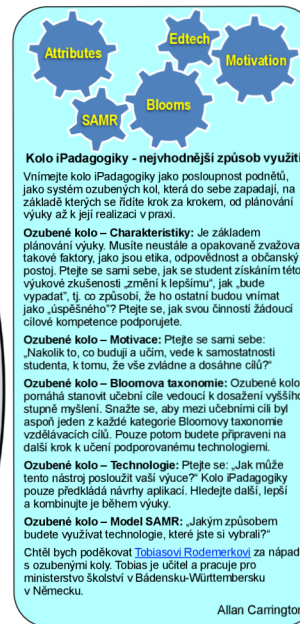 Attributes
Edtech
Motivation
Blooms
SAMR
Kolo iPadagogiky - nejvhodnější způsob využití
Vnímejte kolo iPadagogiky jako posloupnost podnětů,
jako systém ozubených kol, která do sebe zapadají, na
základě kterých se řídíte krok za krokem, od plánování
výuky až k její realizaci v praxi.
Ozubené kolo – Charakteristiky: Je základem
plánování výuky. Musíte neustále a opakovaně zvažova
takové faktory, jako jsou etika, odpovědnost a občanský
postoj. Ptejte se sami sebe, jak se student získáním této
výukové zkušenosti „změní k lepšímu“, jak „bude
vypadat”, tj. co způsobí, že ho ostatní budou vnímat
jako „úspěšného”? Ptejte se, jak svou činností žádoucí
cílové kompetence podporujete.
Ozubené kolo – Motivace: Ptejte se sami sebe:
„Nakolik to, co buduji a učím, vede k samostatnosti
studenta, k tomu, že vše zvládne a dosáhne cílů?“
Ozubené kolo – Bloomova taxonomie: Ozubené kolo
pomáhá stanovit učební cíle vedoucí k dosažení vyššího
stupně myšlení. Snažte se, aby mezi učebními cíli byl
aspoň jeden z každé kategorie Bloomovy taxonomie
vzdělávacích cílů. Pouze potom budete připraveni na
další krok k učení podporovanému technologiemi.
Ozubené kolo – Technologie: Ptejte se: „Jak může
tento nástroj posloužit vaší výuce?“ Kolo iPadagogiky
pouze předkládá návrhy aplikací. Hledejte další, lepší
a kombinujte je během výuky.
Ozubené kolo – Model SAMR: „Jakým způsobem
budete využívat technologie, které jste si vybrali?“
Chtěl bych poděkovat Tobiasovi Rodemerkovi za nápad
s ozubenými koly. Tobias je učitel a pracuje pro
ministerstvo školství v Bádensku-Württembersku
v Německu.
Allan Carrington